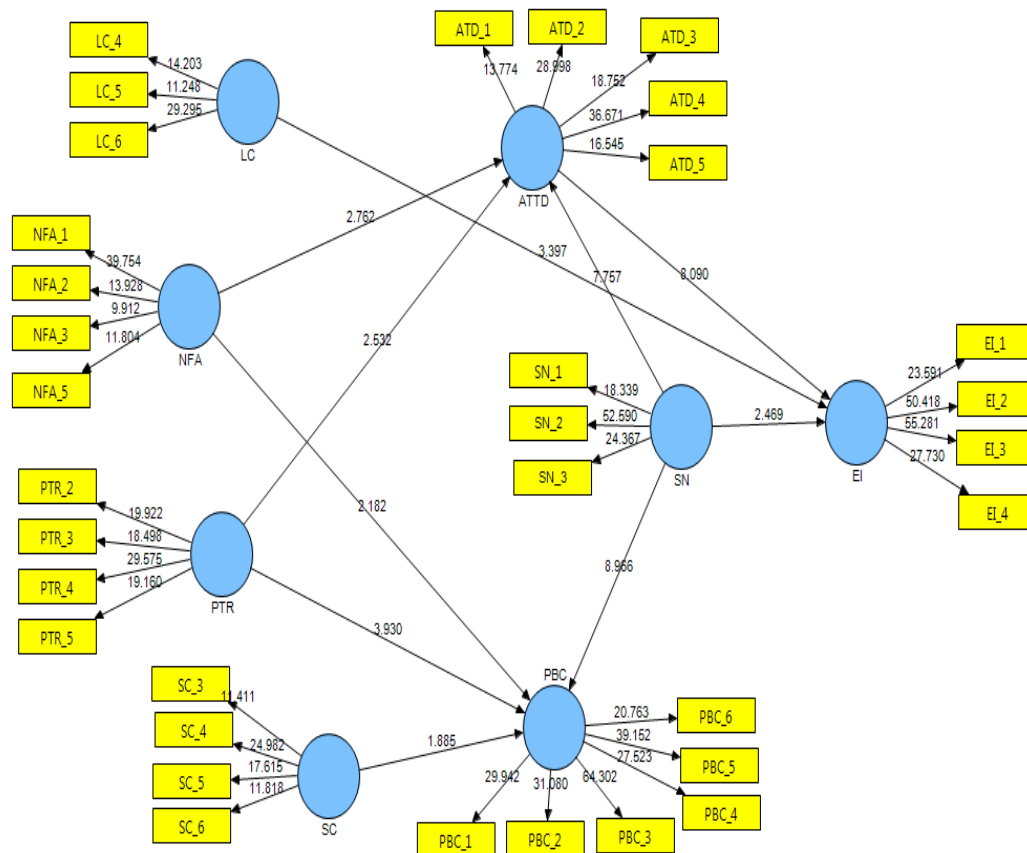 ATD_1
ATD_2
ATD_3
ATD_4
ATD_5
13.774
28.998
18.752
36.671
16.545
ATTD
LC_4
LC_5
LC_6
14.203
11.248
29.295
LC
NFA_1
NFA_2
NFA_3
NFA_5
39.754
13.928
9.912
11.804
NFA
2.762
3.397
7.757
8.090
2.532
2.182
SN_1
SN_2
SN_3
18.339
52.590
24.367
SN
2.469
EI_1
EI_2
EI_3
EI_4
23.591
50.418
55.281
27.730
EI
PTR_2
PTR_3
PTR_4
PTR_5
19.922
18.498
29.575
19.160
PTR
3.930
8.966
SC_3
SC_4
SC_5
SC_6
11.411
24.982
17.615
11.818
SC
1.885
PBC
PBC_6
PBC_5
PBC_4
PBC_3
PBC_2
PBC_1
20.763
39.152
27.523
64.302
31.080
29.942